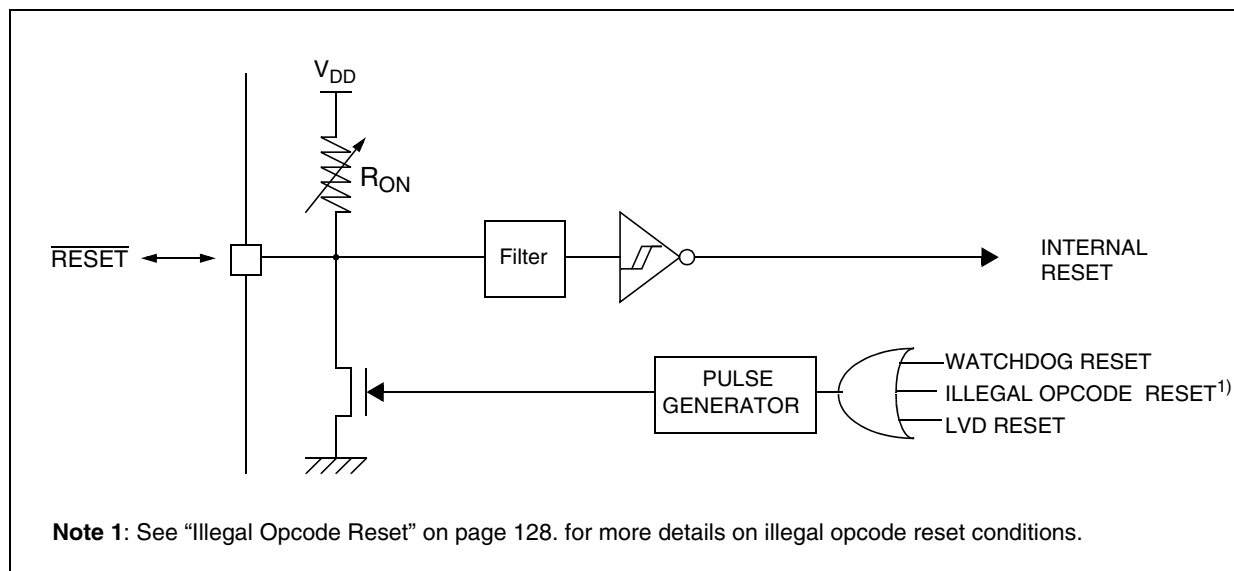 V_DD
R_ON
RESET
Filter
INTERNAL
RESET
PULSE
GENERATOR
WATCHDOG RESET
ILLEGAL OPCODE RESET¹⁾
LVD RESET
Note 1: See “Illegal Opcode Reset” on page 128. for more details on illegal opcode reset conditions.